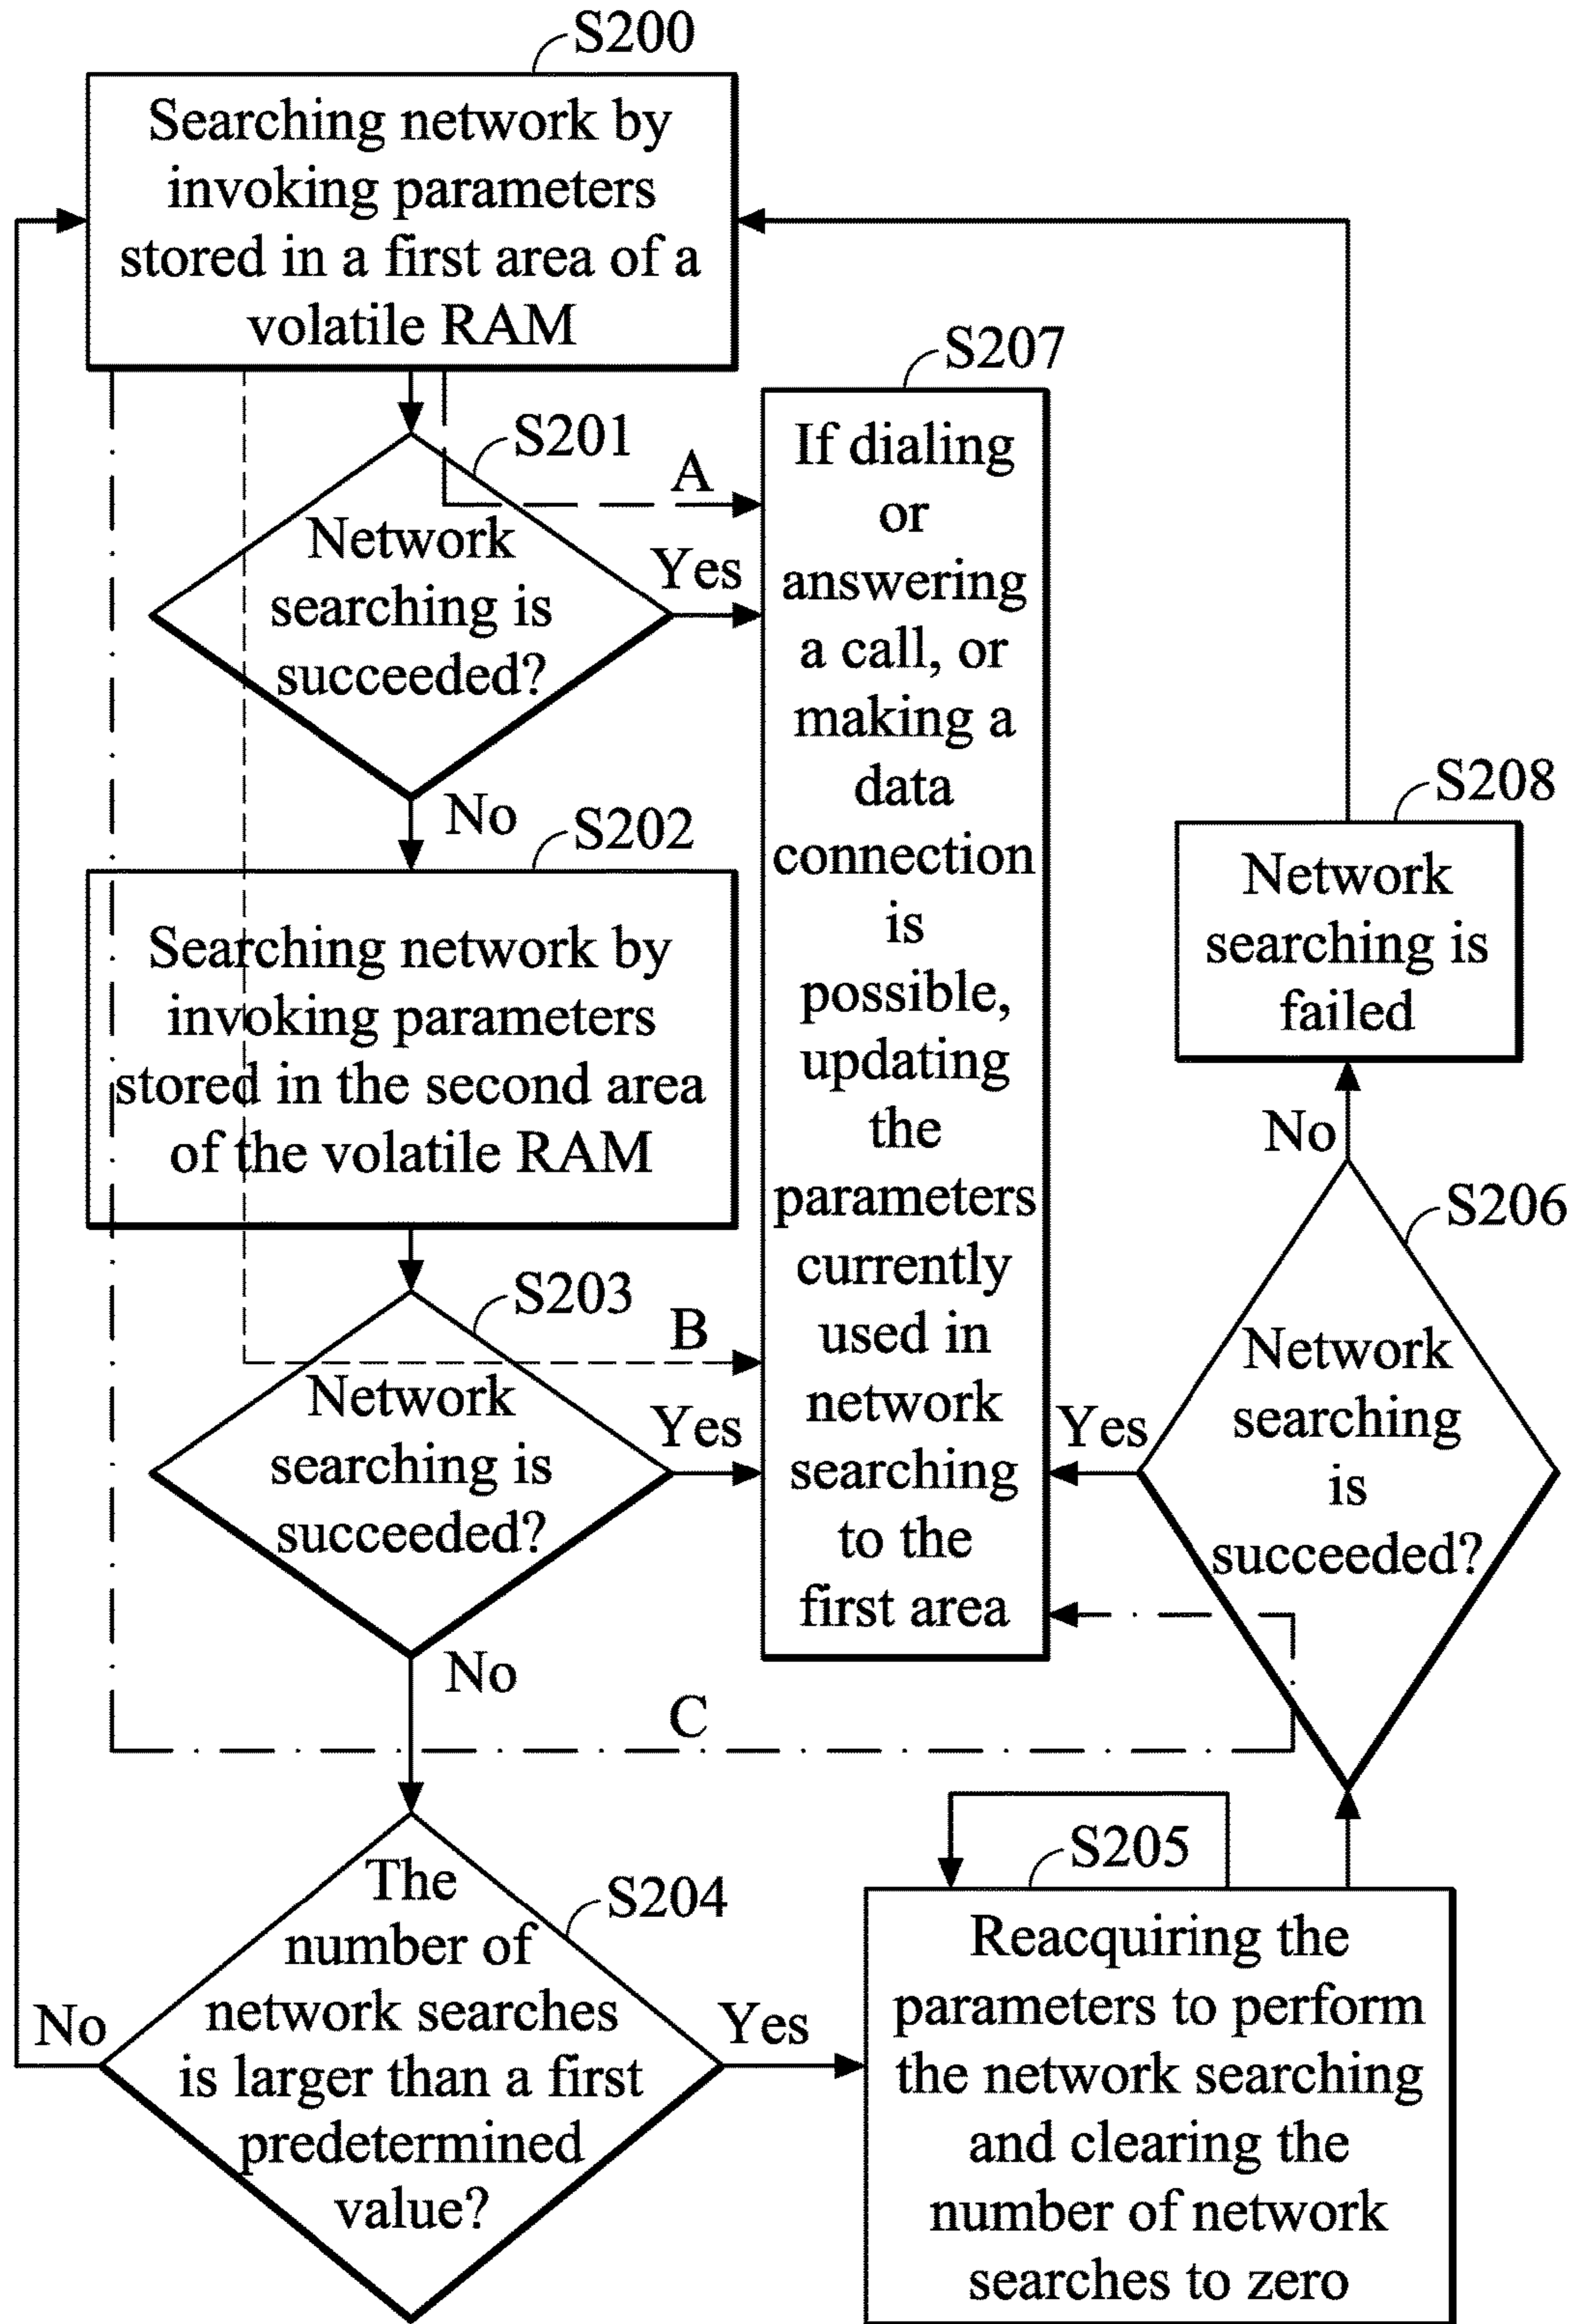 S200
Searching network by
invoking parameters
stored in a first area of a
volatile RAM
S201
Network
searching is
succeeded?
A
Yes
No
S202
Searching network by
invoking parameters
stored in the second area
of the volatile RAM
S203
Network
searching is
succeeded?
B
Yes
No
C
S204
The
number of
network searches
is larger than a first
predetermined
value?
No
Yes
S205
Reacquiring the
parameters to perform
the network searching
and clearing the
number of network
searches to zero
S206
Network
searching
is
succeeded?
Yes
No
S207
If dialing
or
answering
a call, or
making a
data
connection
is
possible,
updating
the
parameters
currently
used in
network
searching
to the
first area
S208
Network
searching is
failed